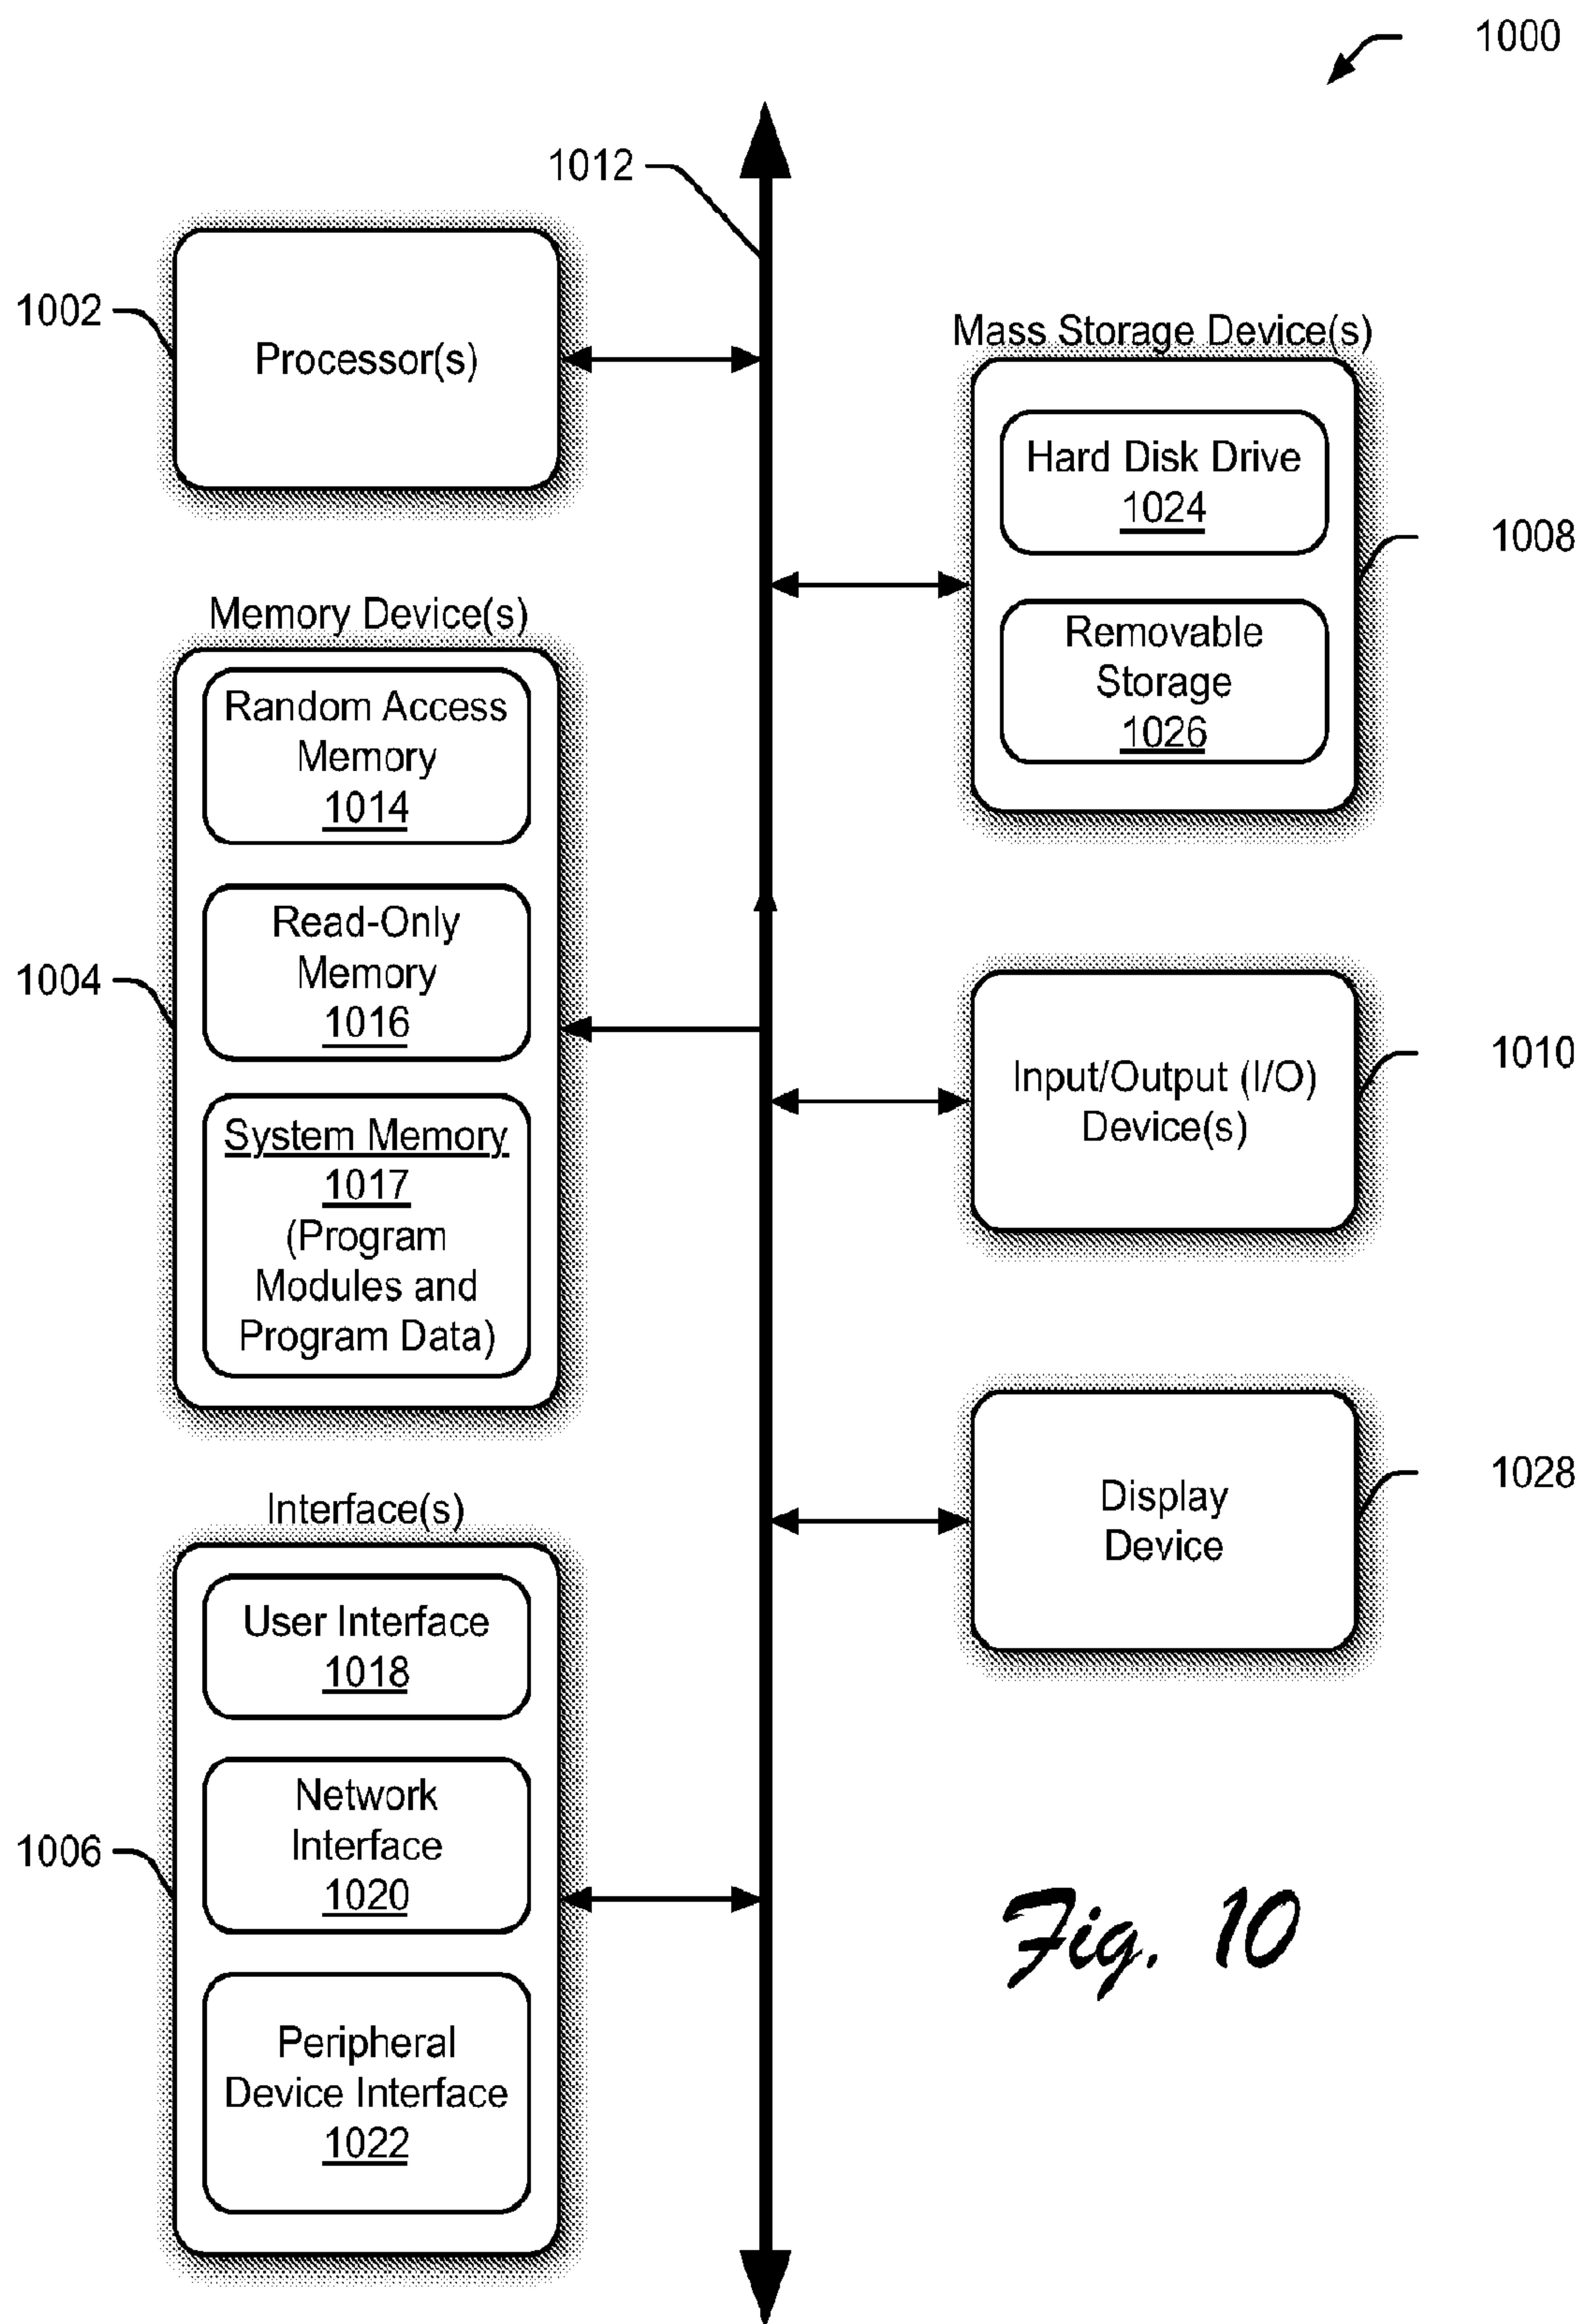 1000
1012
1002
Processor(s)
Mass Storage Device(s)
Hard Disk Drive
1024
1008
Removable
Storage
1026
Memory Device(s)
Random Access
Memory
1014
Read-Only
Memory
1016
1004
System Memory
1017
(Program
Modules and
Program Data)
1010
Input/Output (I/O)
Device(s)
1028
Display
Device
Interface(s)
User Interface
1018
Network
Interface
1020
1006
Peripheral
Device Interface
1022
Fig. 10